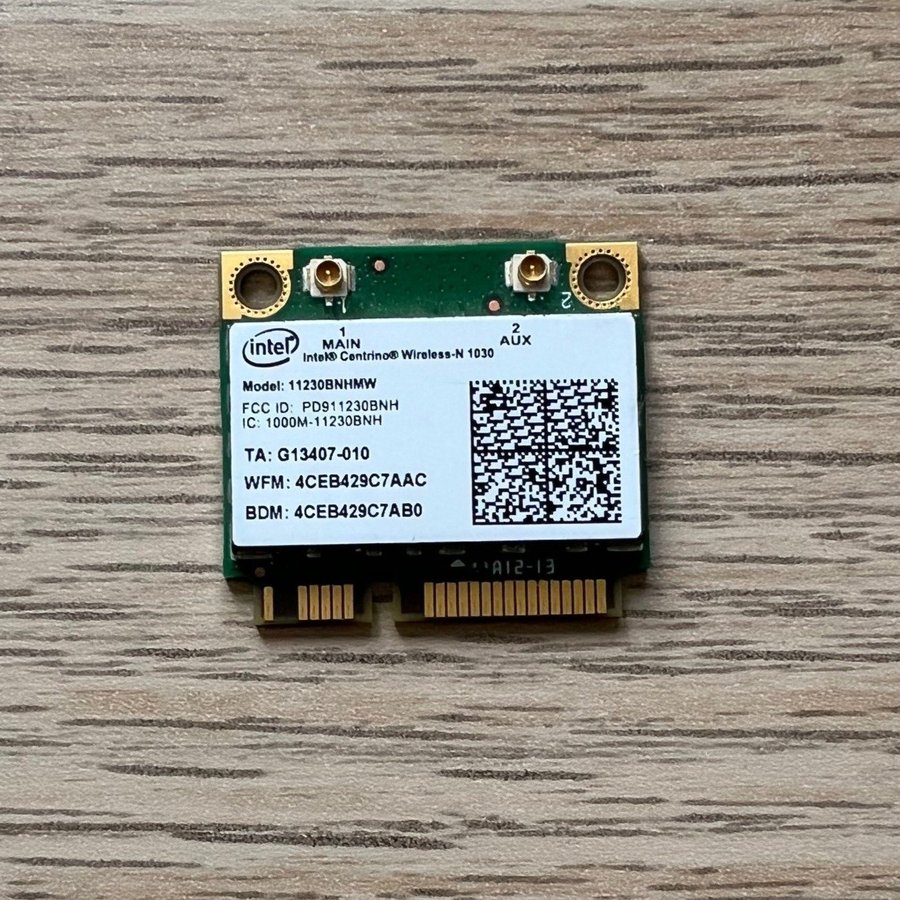 2
intel
1
MAIN
2
AUX
Intel® Centrino® Wireless-N 1030
Model: 11230BNHMW
FCC ID: PD911230BNH
IC: 1000M-11230BNH
TA: G13407-010
WFM: 4CEB429C7AAC
BDM: 4CEB429C7AB0
A12-13